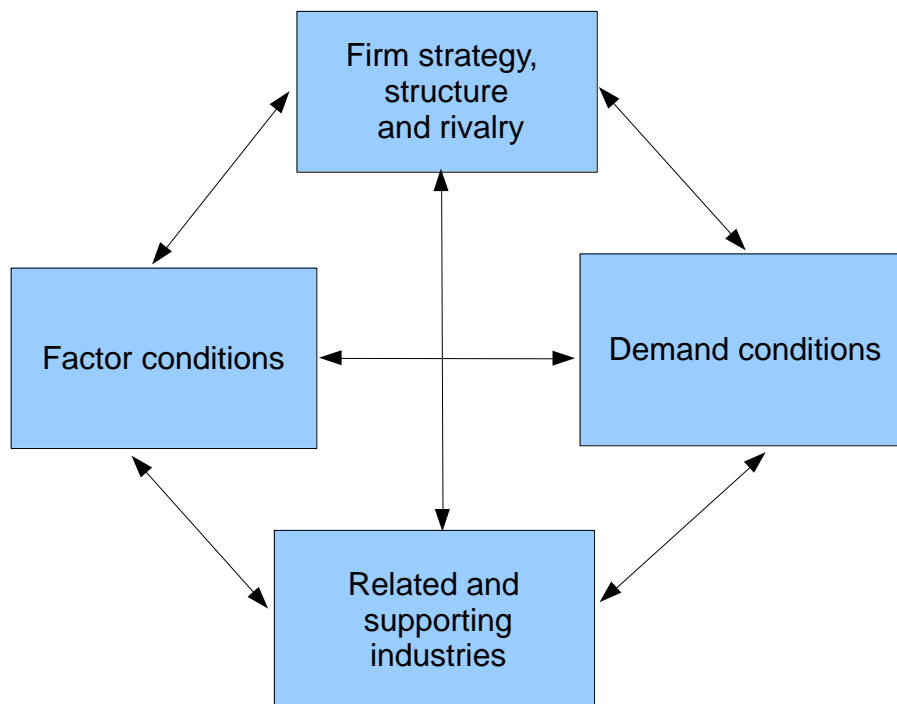 Firm strategy,
structure
and rivalry
Factor conditions
Demand conditions
Related and
supporting
industries